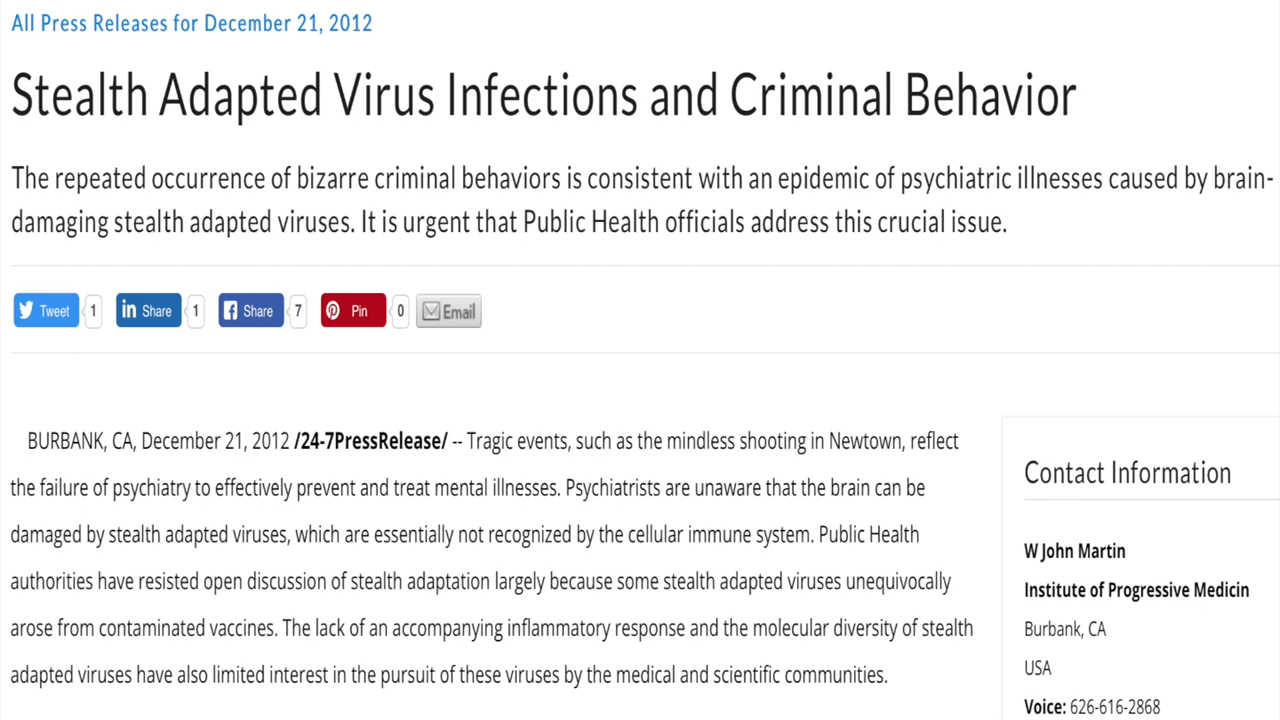 All Press Releases for December 21, 2012
Stealth Adapted Virus Infections and Criminal Behavior
The repeated occurrence of bizarre criminal behaviors is consistent with an epidemic of psychiatric illnesses caused by brain-
damaging stealth adapted viruses. It is urgent that Public Health officials address this crucial issue.
Tweet 1 in Share 1 Share 7 Pin 0 Email
BURBANK, CA, December 21, 2012 /24-7PressRelease/ -- Tragic events, such as the mindless shooting in Newtown, reflect
the failure of psychiatry to effectively prevent and treat mental illnesses. Psychiatrists are unaware that the brain can be
damaged by stealth adapted viruses, which are essentially not recognized by the cellular immune system. Public Health
authorities have resisted open discussion of stealth adaptation largely because some stealth adapted viruses unequivocally
arose from contaminated vaccines. The lack of an accompanying inflammatory response and the molecular diversity of stealth
adapted viruses have also limited interest in the pursuit of these viruses by the medical and scientific communities.
Contact Information
W John Martin
Institute of Progressive Medicin
Burbank, CA
USA
Voice: 626-616-2868